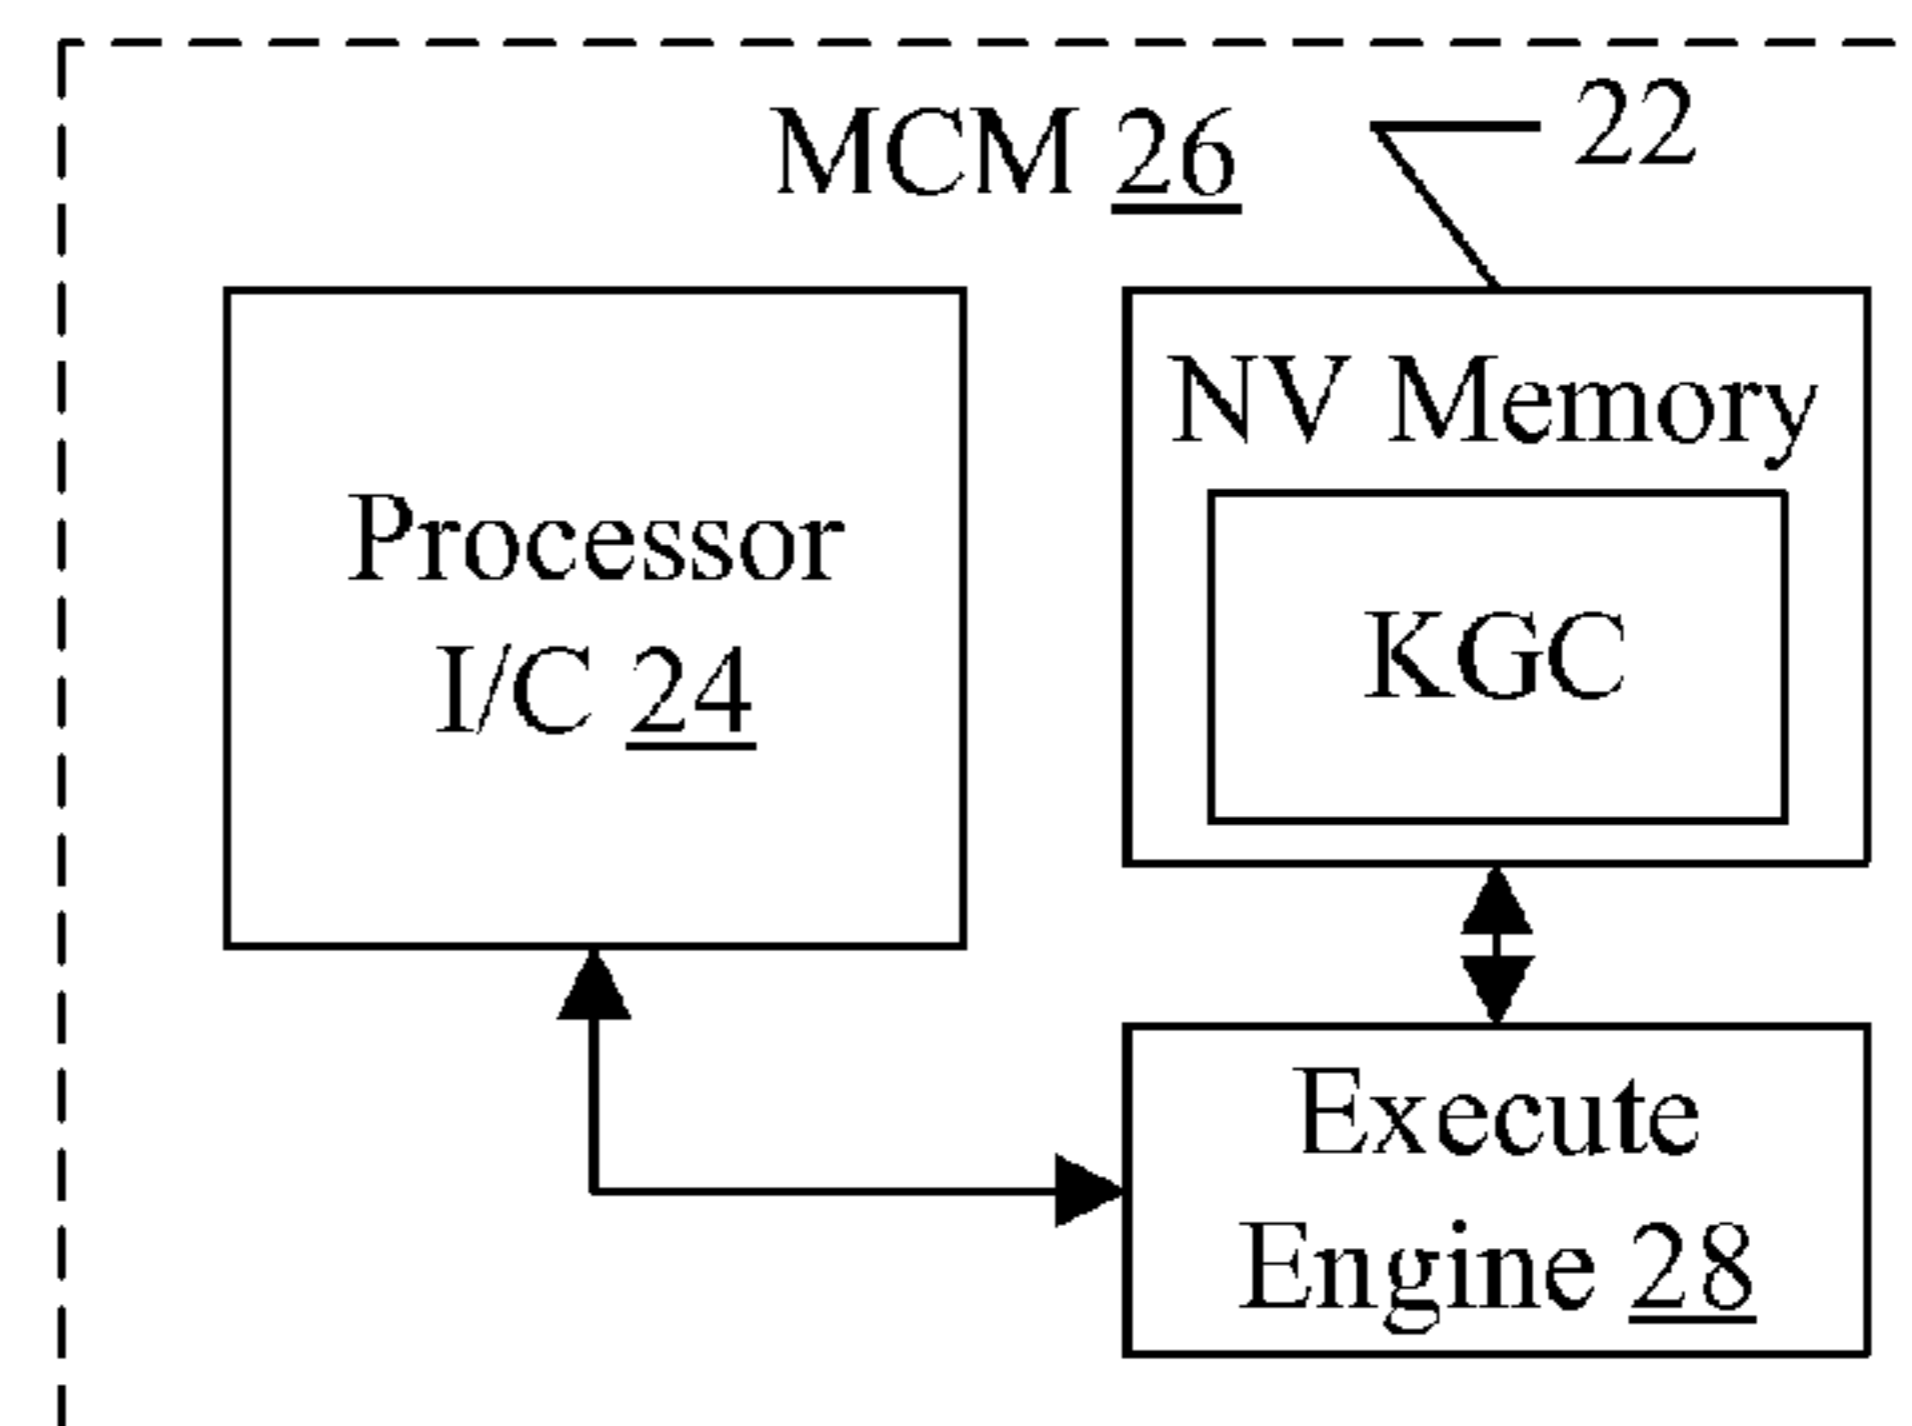 MCM 26
22
Processor
I/C 24
NV Memory
KGC
Execute
Engine 28